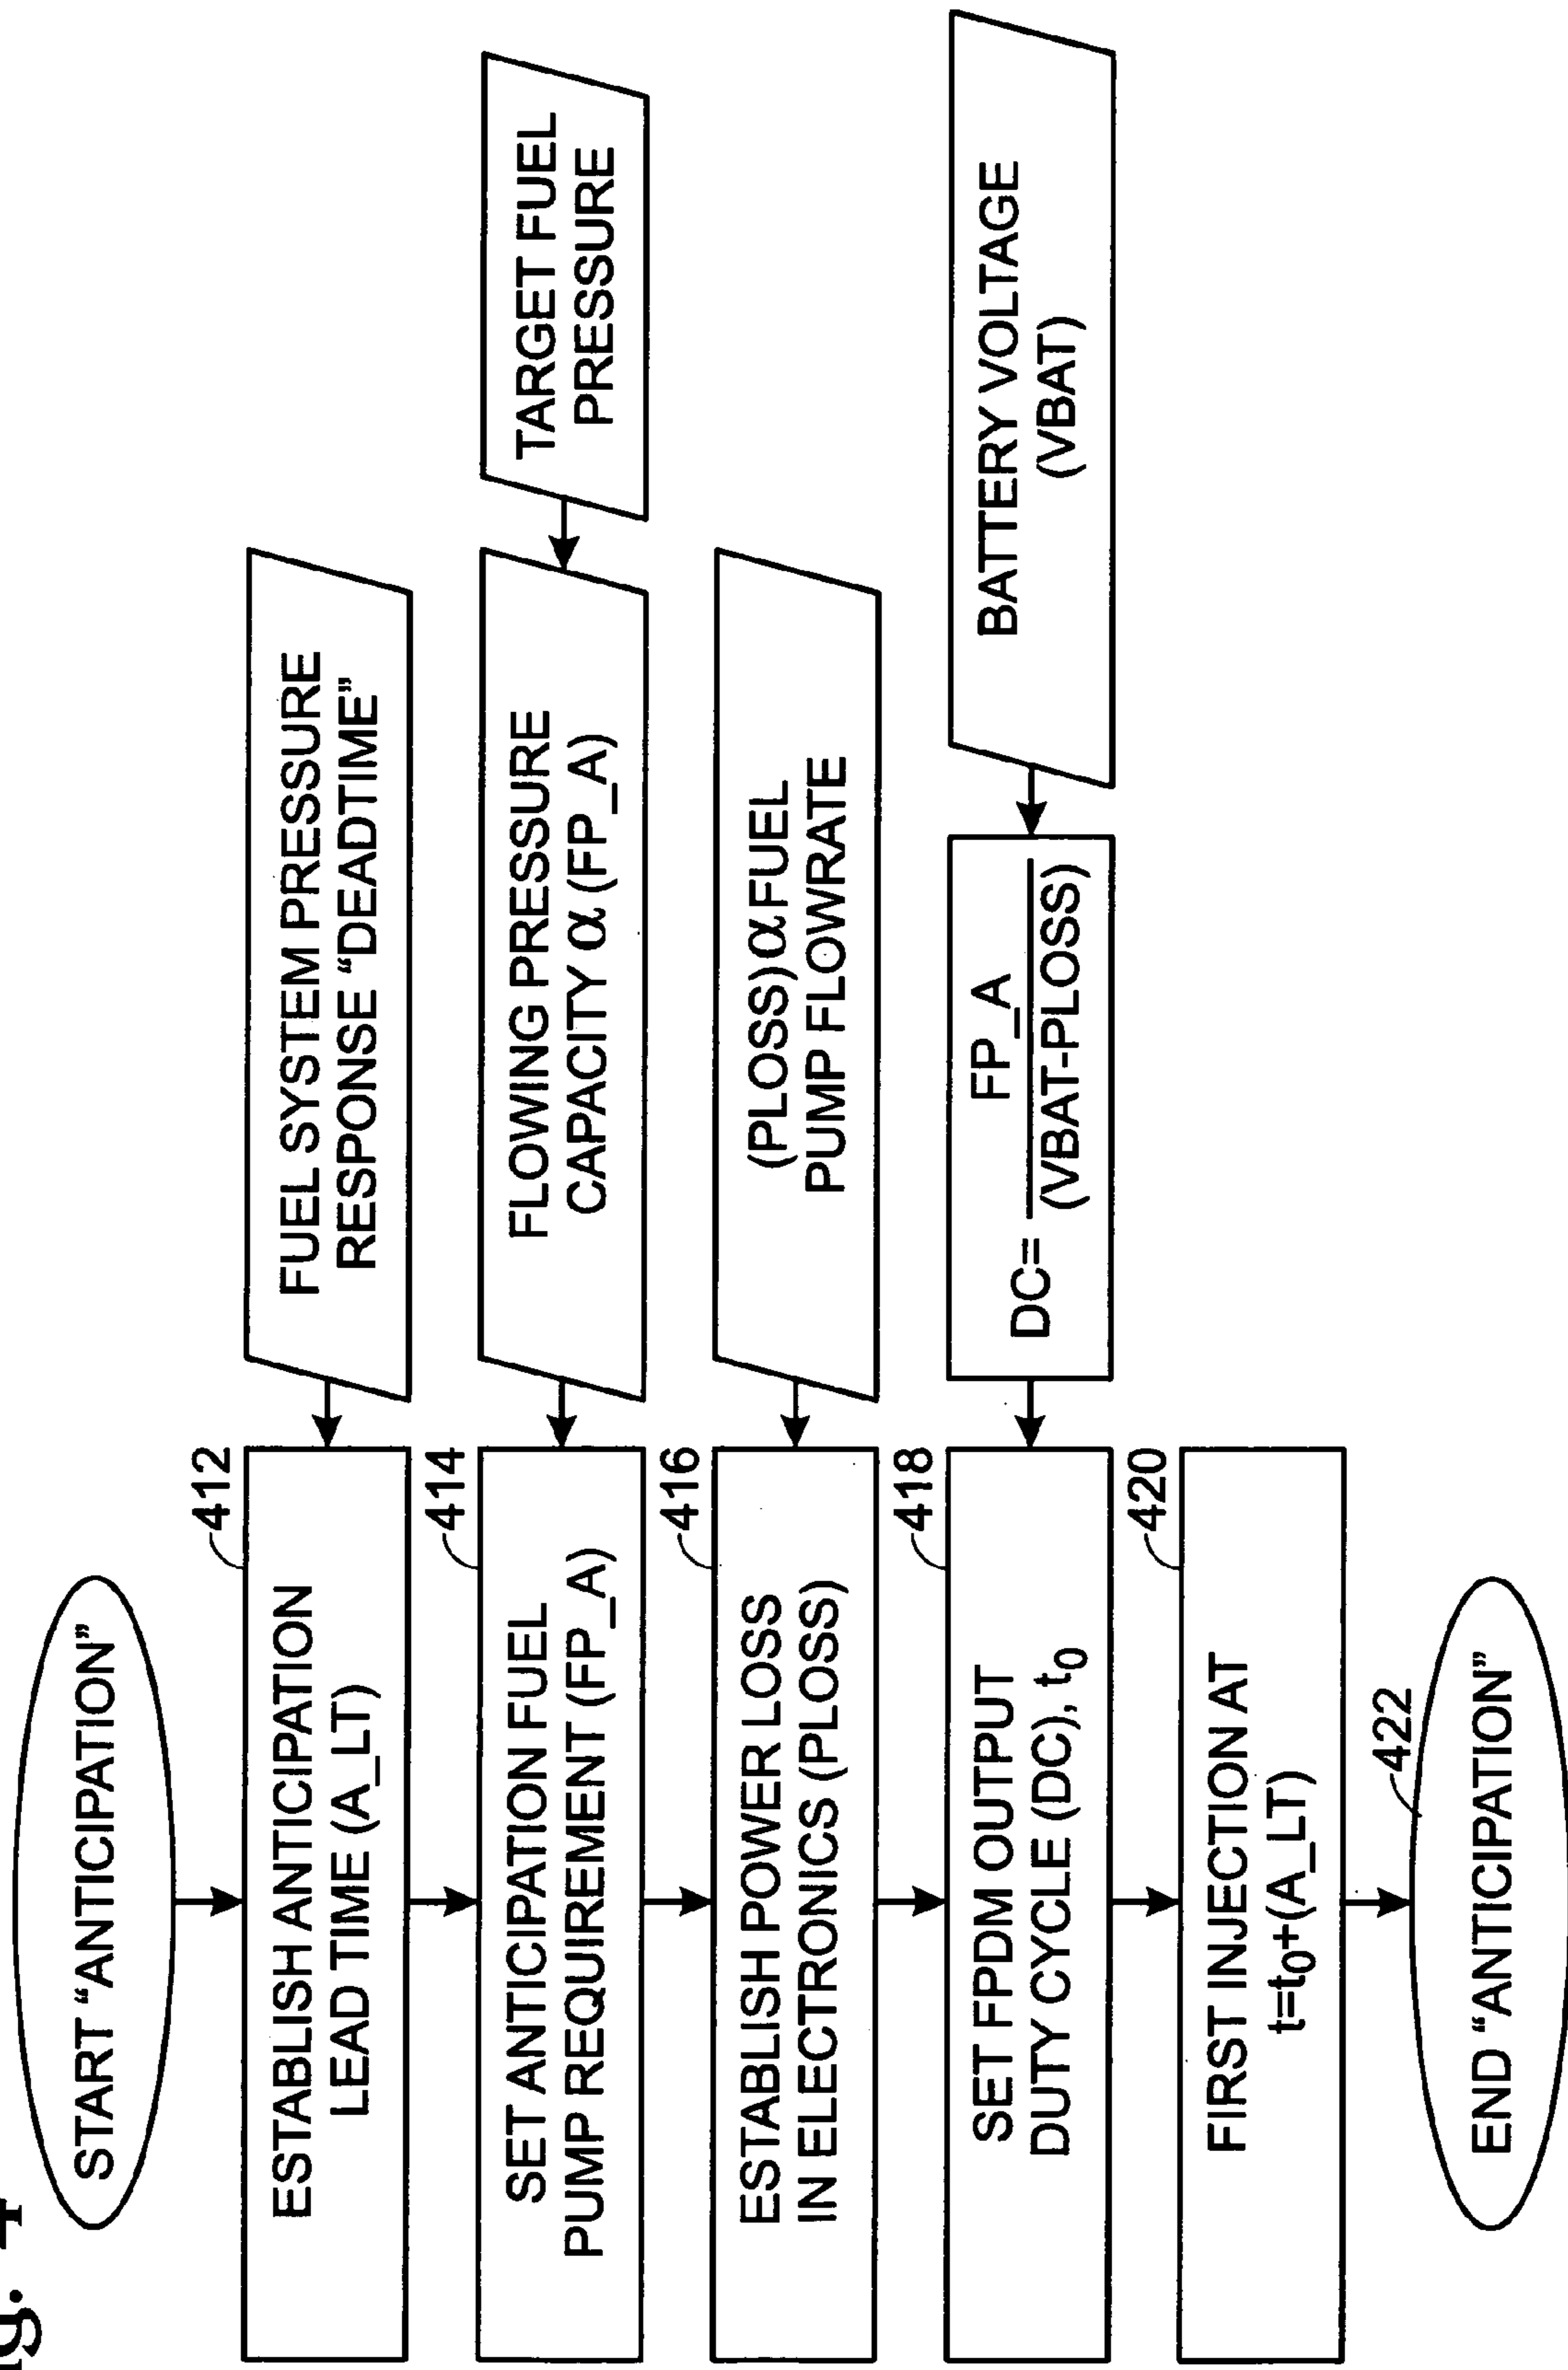 START “ANTICIPATION”
412
ESTABLISH ANTICIPATION
LEAD TIME (A_LT)
FUEL SYSTEM PRESSURE
RESPONSE “DEADTIME”
414
SET ANTICIPATION FUEL
PUMP REQUIREMENT (FP_A)
FLOWING PRESSURE
CAPACITY α (FP_A)
TARGET FUEL
PRESSURE
416
ESTABLISH POWER LOSS
IN ELECTRONICS (PLOSS)
(PLOSS) α FUEL
PUMP FLOWRATE
418
SET FPDM OUTPUT
DUTY CYCLE (DC), t₀
FP_A
DC=
(VBAT-PLOSS)
BATTERY VOLTAGE
(VBAT)
420
FIRST INJECTION AT
t=t₀+(A_LT)
422
END “ANTICIPATION”